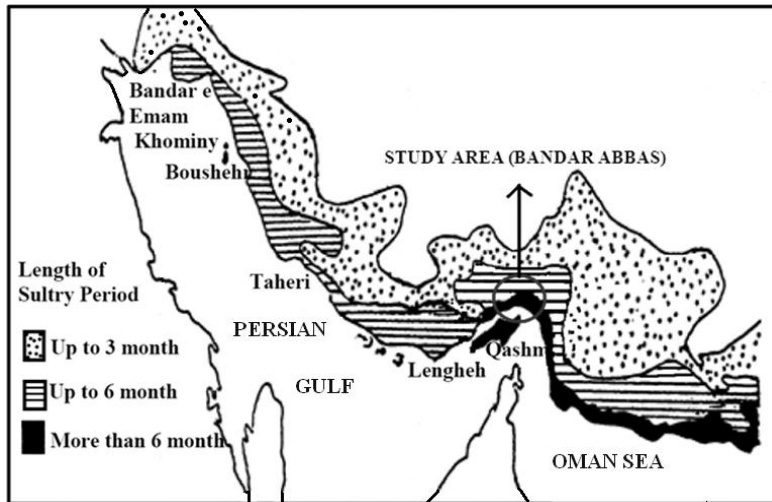 Bandar e
Emam
Khominy
Boushehr
STUDY AREA (BANDAR ABBAS)
Taheri
Length of
Sultry Period
PERSIAN
GULF
Up to 3 month
Up to 6 month
More than 6 month
Lengheh
Qashm
OMAN SEA